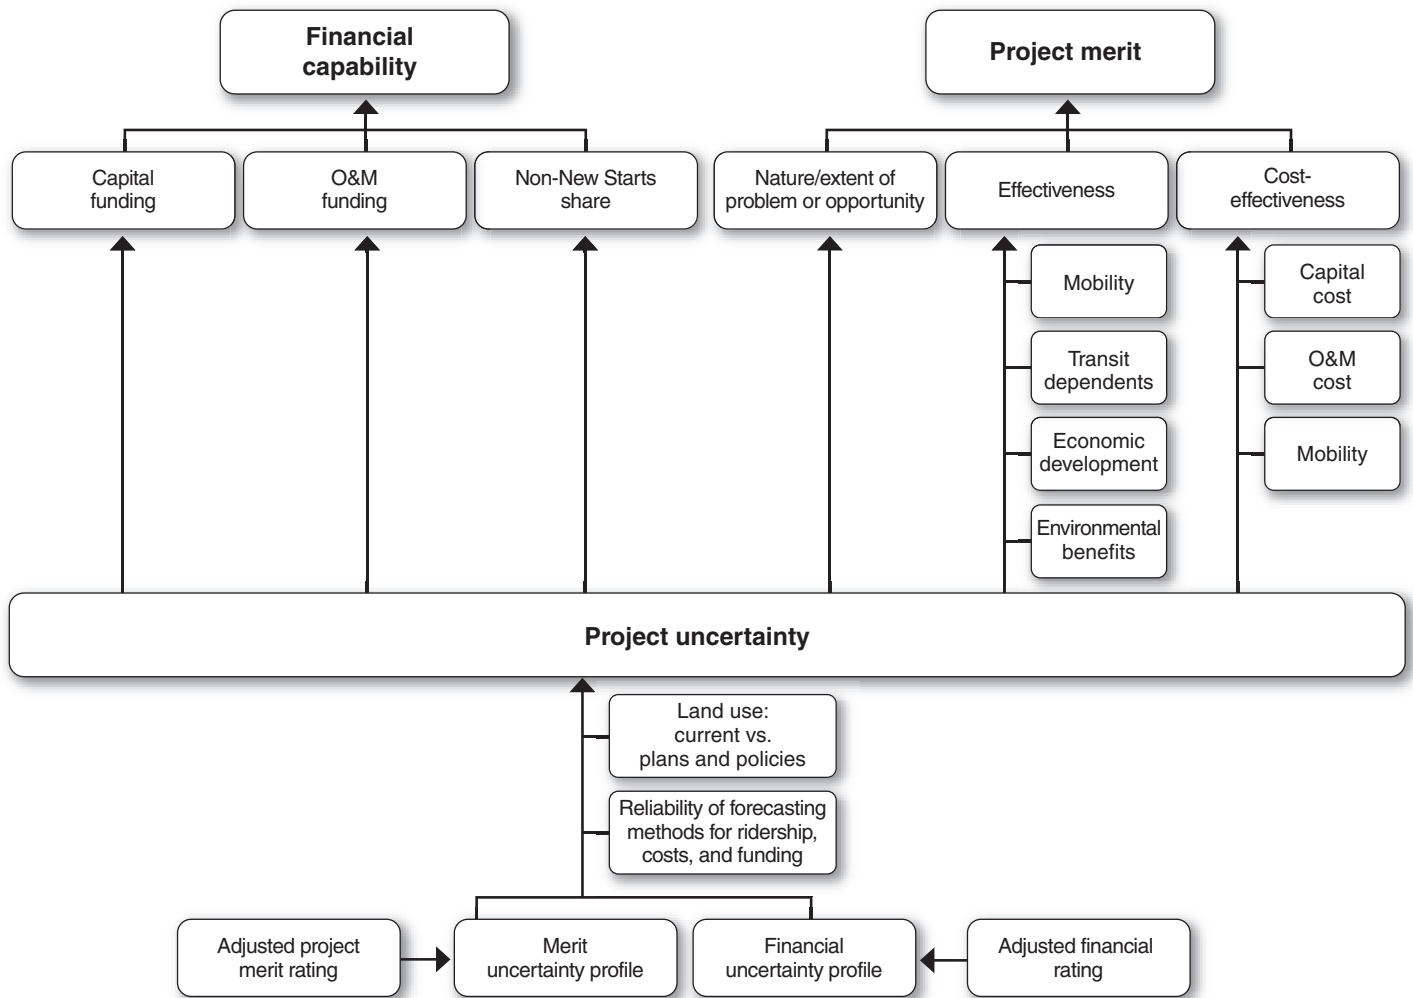 Financial
capability
Project merit
Capital
funding
O&M
funding
Non-New Starts
share
Nature/extent of
problem or opportunity
Effectiveness
Cost-
effectiveness
Mobility
Transit
dependents
Economic
development
Environmental
benefits
Capital
cost
O&M
cost
Mobility
Project uncertainty
Land use:
current vs.
plans and policies
Reliability of forecasting
methods for ridership,
costs, and funding
Adjusted project
merit rating
Merit
uncertainty profile
Financial
uncertainty profile
Adjusted financial
rating